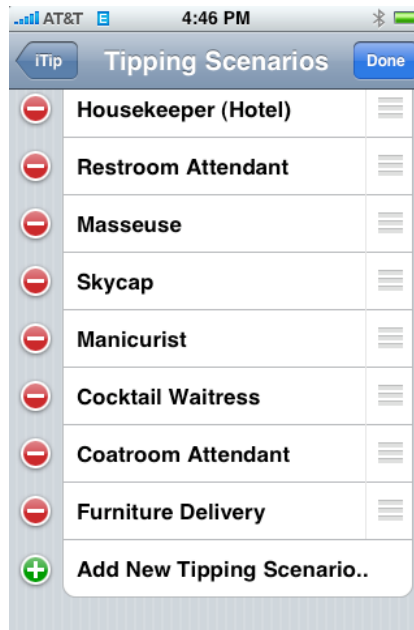 AT&T E 4:46 PM
iTip Tipping Scenarios Done
Housekeeper (Hotel)
Restroom Attendant
Masseuse
Skycap
Manicurist
Cocktail Waitress
Coatroom Attendant
Furniture Delivery
Add New Tipping Scenario..